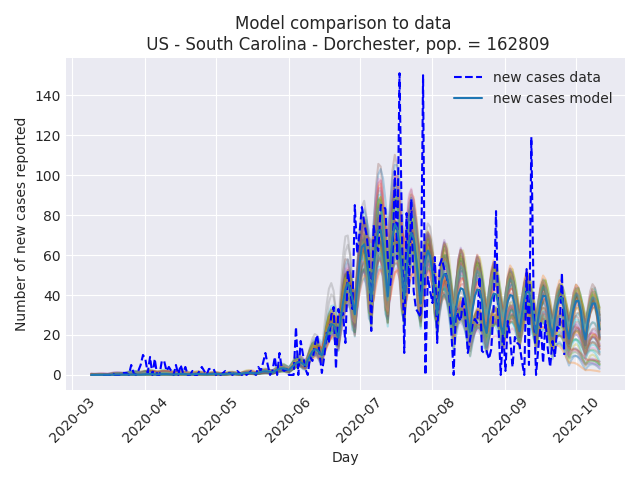 Model comparison to data
US - South Carolina - Dorchester, pop. = 162809
new cases data
new cases model
Number of new cases reported
140
120
100
80
60
40
20
0
2020-03
2020-04
2020-05
2020-06
2020-07
2020-08
2020-09
2020-10
Day